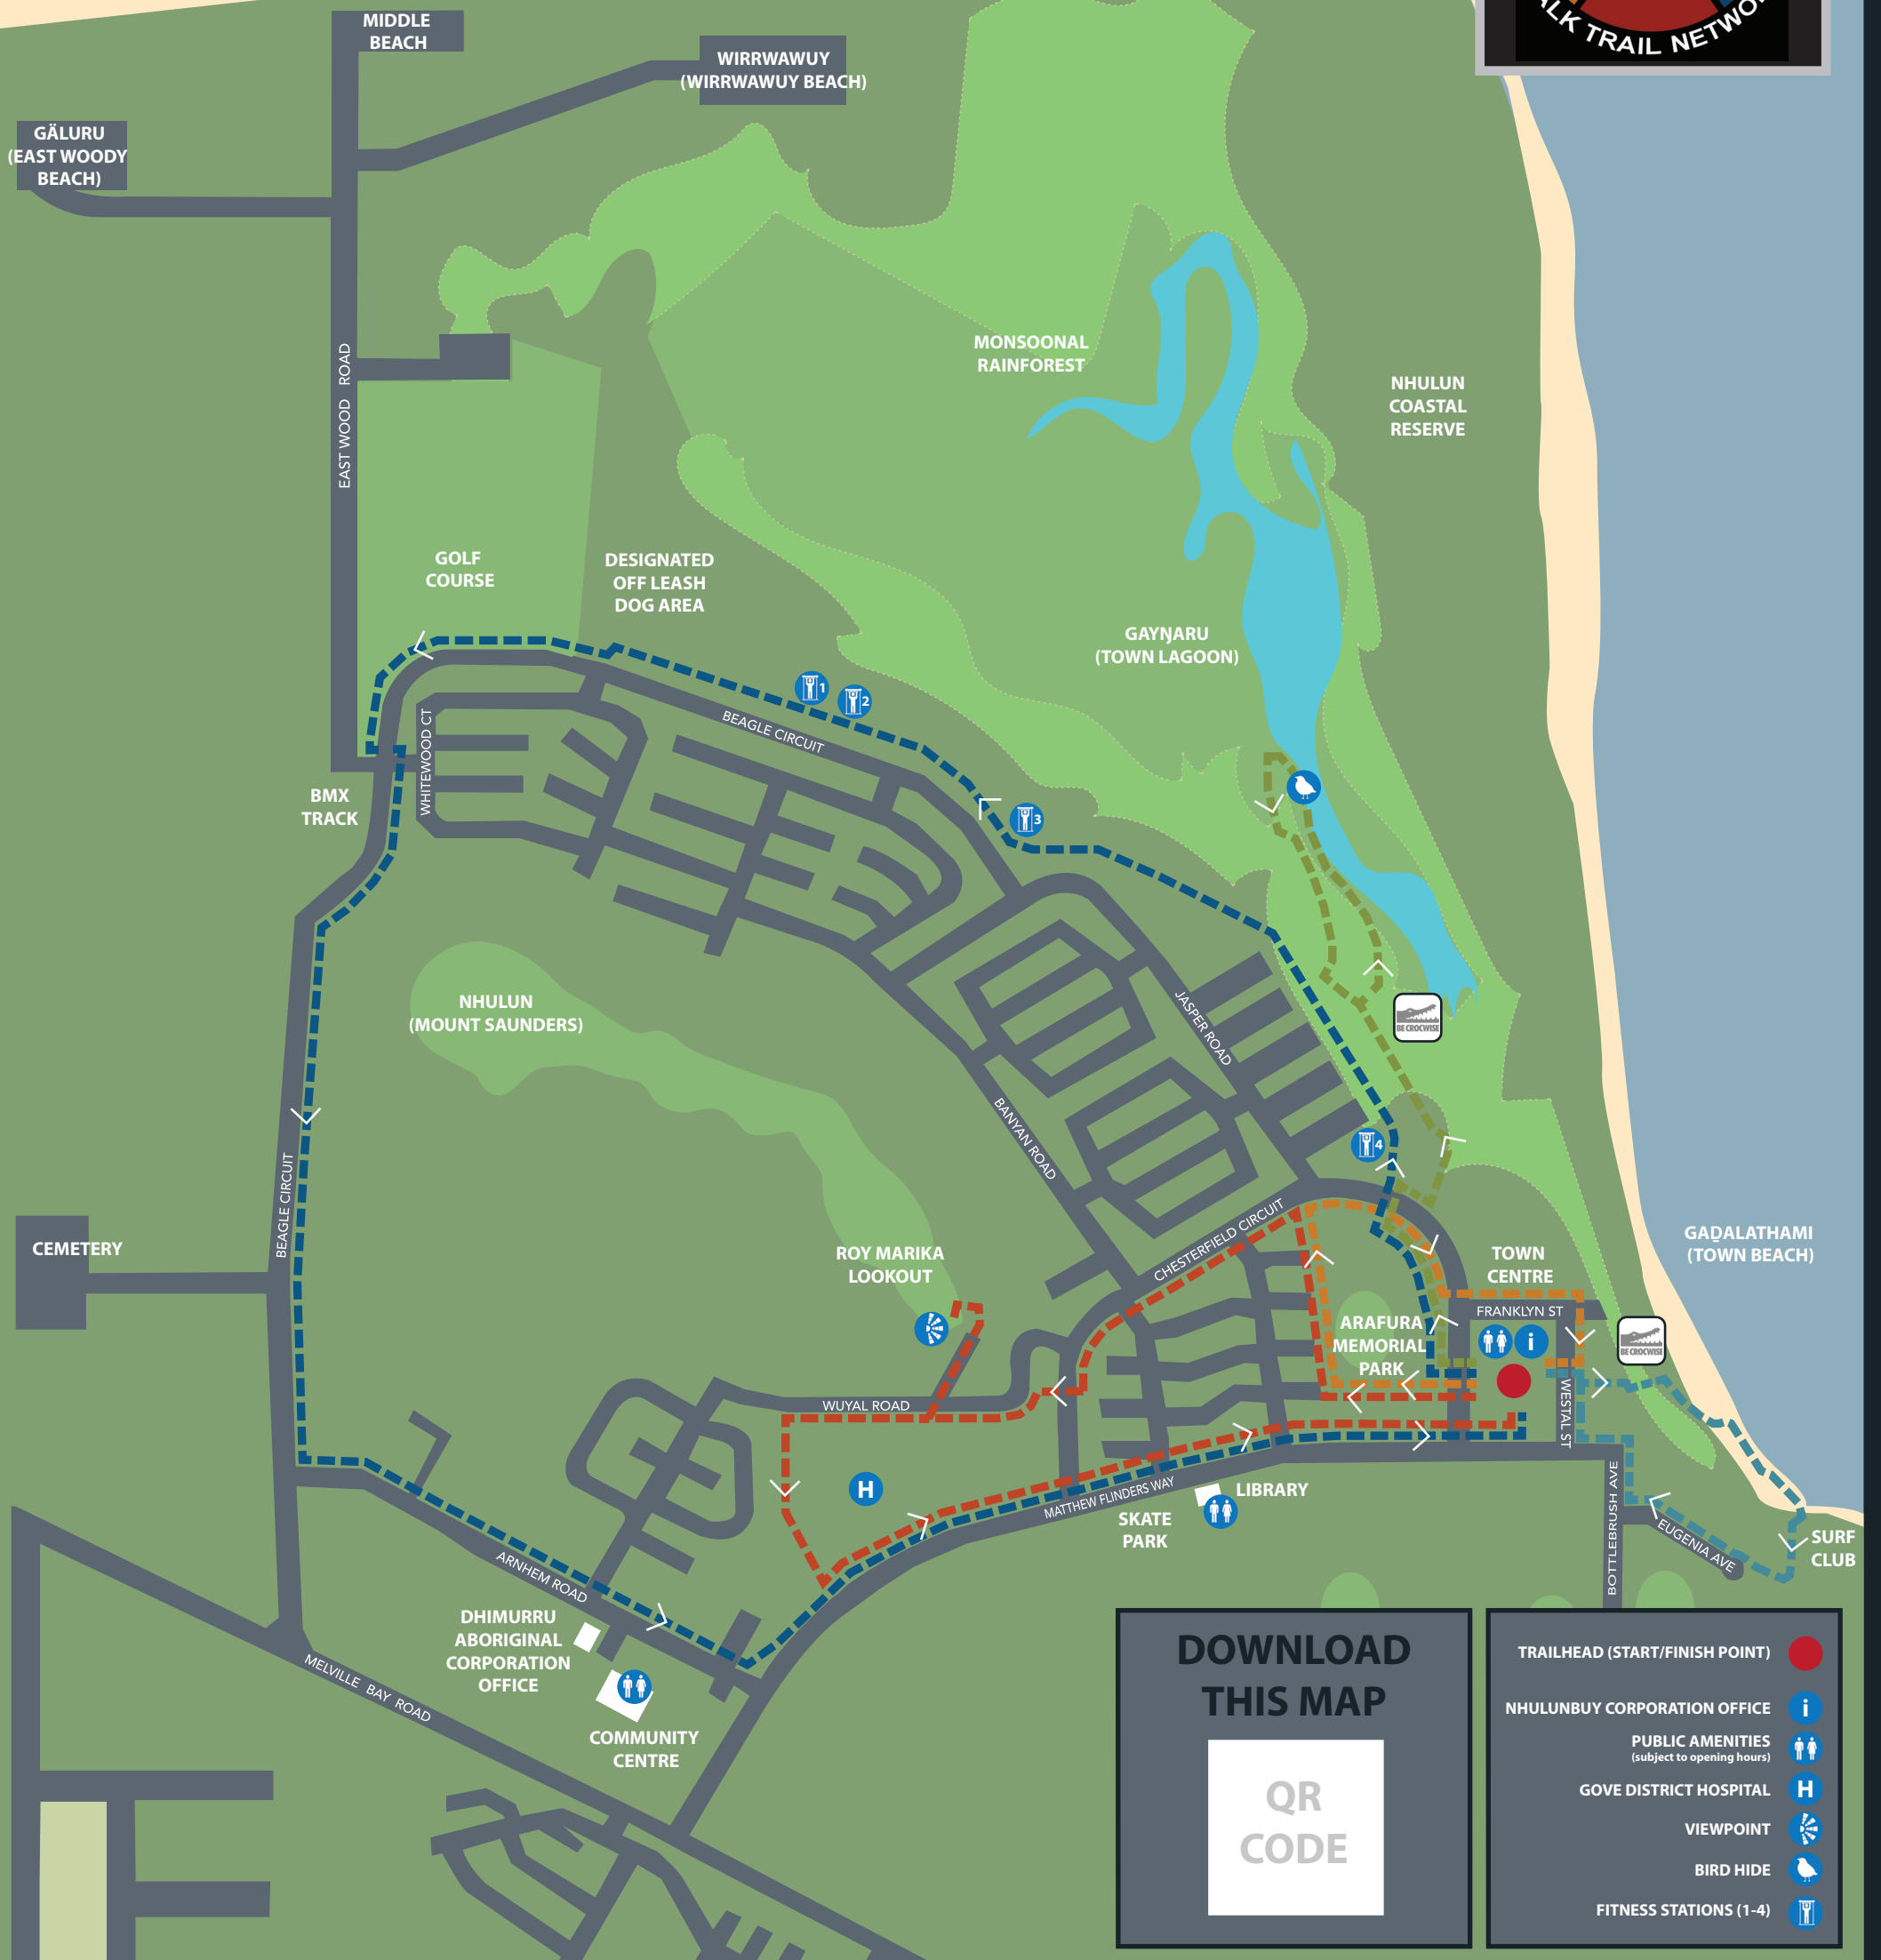 MIDDLE
BEACH
WIRRWAWUY
(WIRRWAWUY BEACH)
GÄLURU
(EAST WOODY
BEACH)
TRAIL
MONSOONAL
RAINFOREST
NHULUN
COASTAL
RESERVE
EAST WOOD ROAD
GOLF
COURSE
DESIGNATED
OFF LEASH
DOG AREA
GAYŊARU
(TOWN LAGOON)
1
2
BEAGLE CIRCUIT
WHITEWOOD CT
BMX
TRACK
3
NHULUN
(MOUNT SAUNDERS)
JASPER ROAD
BE CROCWISE
BANYAN ROAD
4
BEAGLE CIRCUIT
CEMETERY
ROY MARIKA
LOOKOUT
CHESTERFIELD CIRCUIT
TOWN
CENTRE
GAḎALATHAMI
(TOWN BEACH)
FRANKLYN ST
ARAFURA
MEMORIAL
PARK
i
BE CROCWISE
WESTAL ST
WUYAL ROAD
H
MATTHEW FLINDERS WAY
LIBRARY
SKATE
PARK
BOTTLEBRUSH AVE
EUGENIA AVE
SURF
CLUB
ARNHEM ROAD
DHIMURRU
ABORIGINAL
CORPORATION
OFFICE
MELVILLE BAY ROAD
COMMUNITY
CENTRE
DOWNLOAD
THIS MAP
QR
CODE
TRAILHEAD (START/FINISH POINT)
NHULUNBUY CORPORATION OFFICE i
PUBLIC AMENITIES
(subject to opening hours)
GOVE DISTRICT HOSPITAL H
VIEWPOINT
BIRD HIDE
FITNESS STATIONS (1-4)